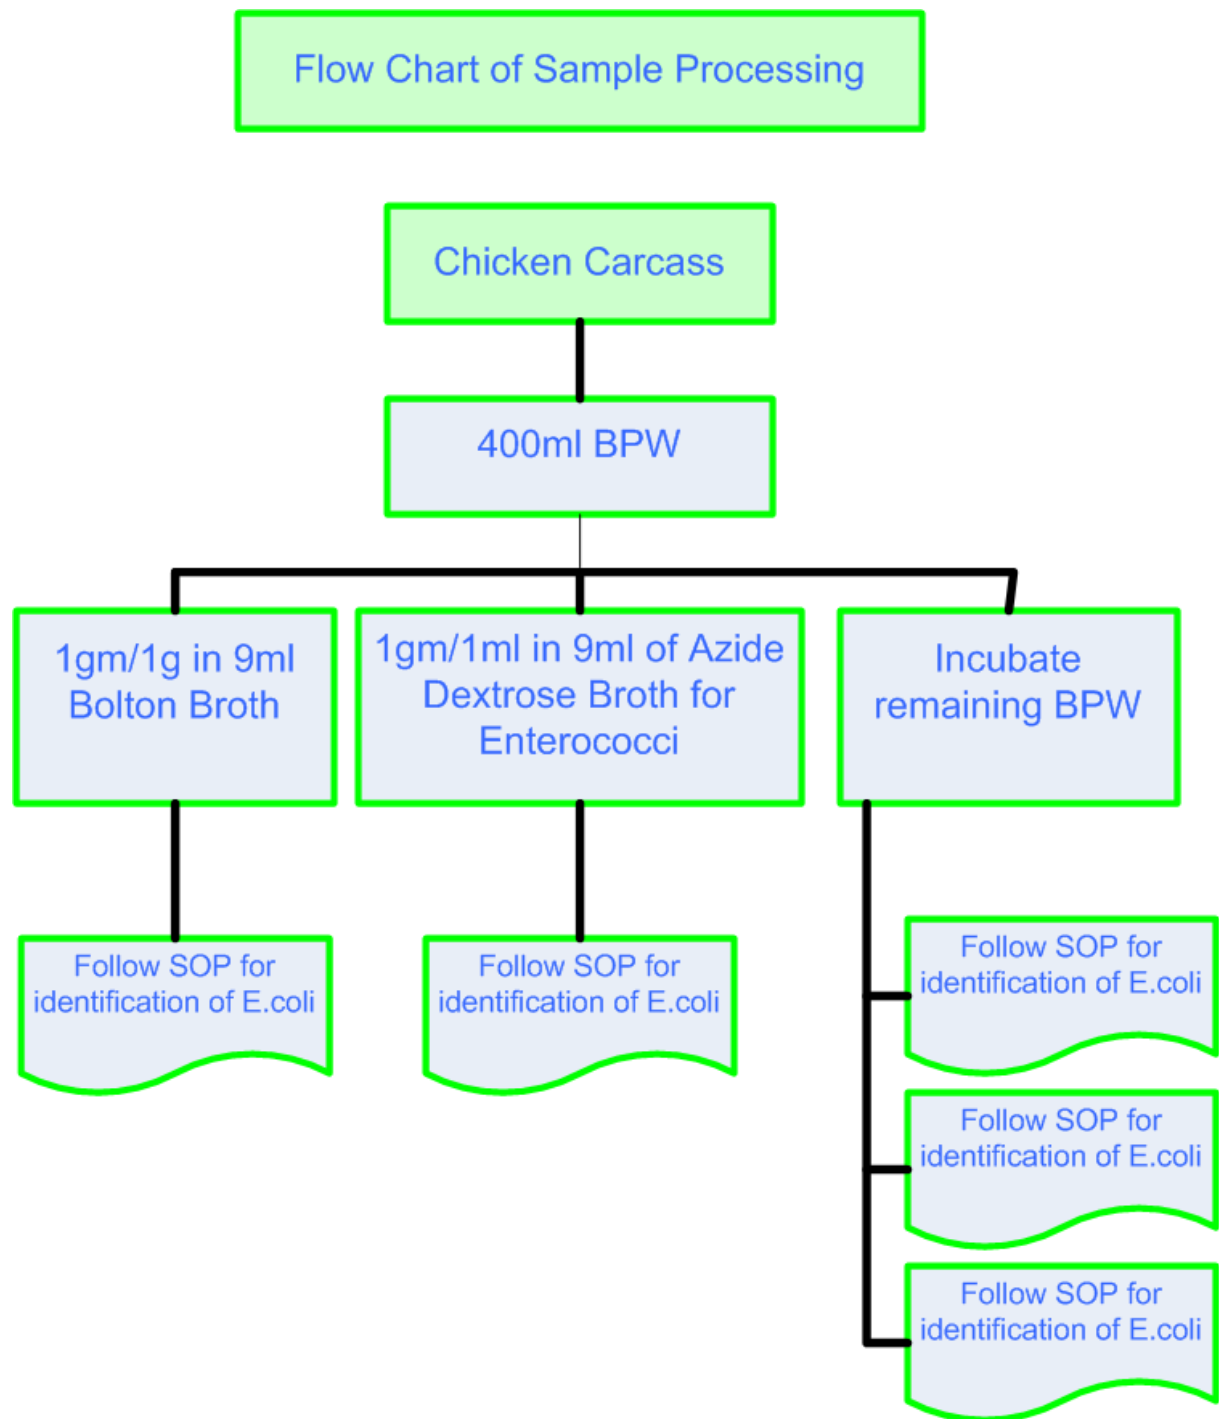 Flow Chart of Sample Processing
Chicken Carcass
400ml BPW
1gm/1g in 9ml
Bolton Broth
1gm/1ml in 9ml of Azide
Dextrose Broth for
Enterococci
Incubate
remaining BPW
Follow SOP for
identification of E.coli
Follow SOP for
identification of E.coli
Follow SOP for
identification of E.coli
Follow SOP for
identification of E.coli
Follow SOP for
identification of E.coli